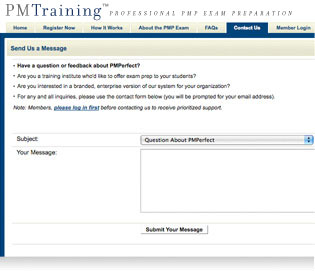 PMTraining™ PROFESSIONAL PMP EXAM PREPARATION
Home Register Now How It Works About the PMP Exam FAQs Contact Us Member Login
Send Us a Message
• Have a question or feedback about PMPerfect?
• Are you a training institute who'd like to offer exam prep to your students?
• Are you interested in a branded, enterprise version of our system for your organization?
• For any and all inquiries, please use the contact form below (you will be prompted for your email address).
Note: Members, please log in first before contacting us to receive prioritized support.
Subject: Question About PMPerfect
Your Message:
Submit Your Message